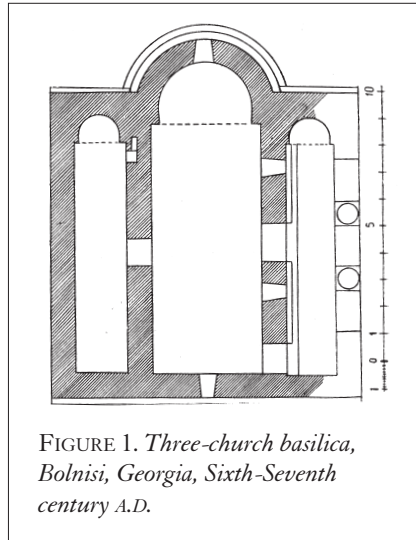 10
5
1
0
1
FIGURE 1. Three-church basilica,
Bolnisi, Georgia, Sixth-Seventh
century A.D.